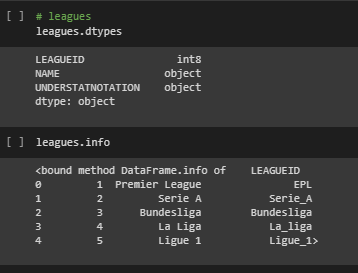 [ ] # leagues
leagues.dtypes
LEAGUEID int8
NAME object
UNDERSTATNOTATION object
dtype: object
[ ] leagues.info
<bound method DataFrame.info of LEAGUEID
0 1 Premier League EPL
1 2 Serie A Serie_A
2 3 Bundesliga Bundesliga
3 4 La Liga La_liga
4 5 Ligue 1 Ligue_1>